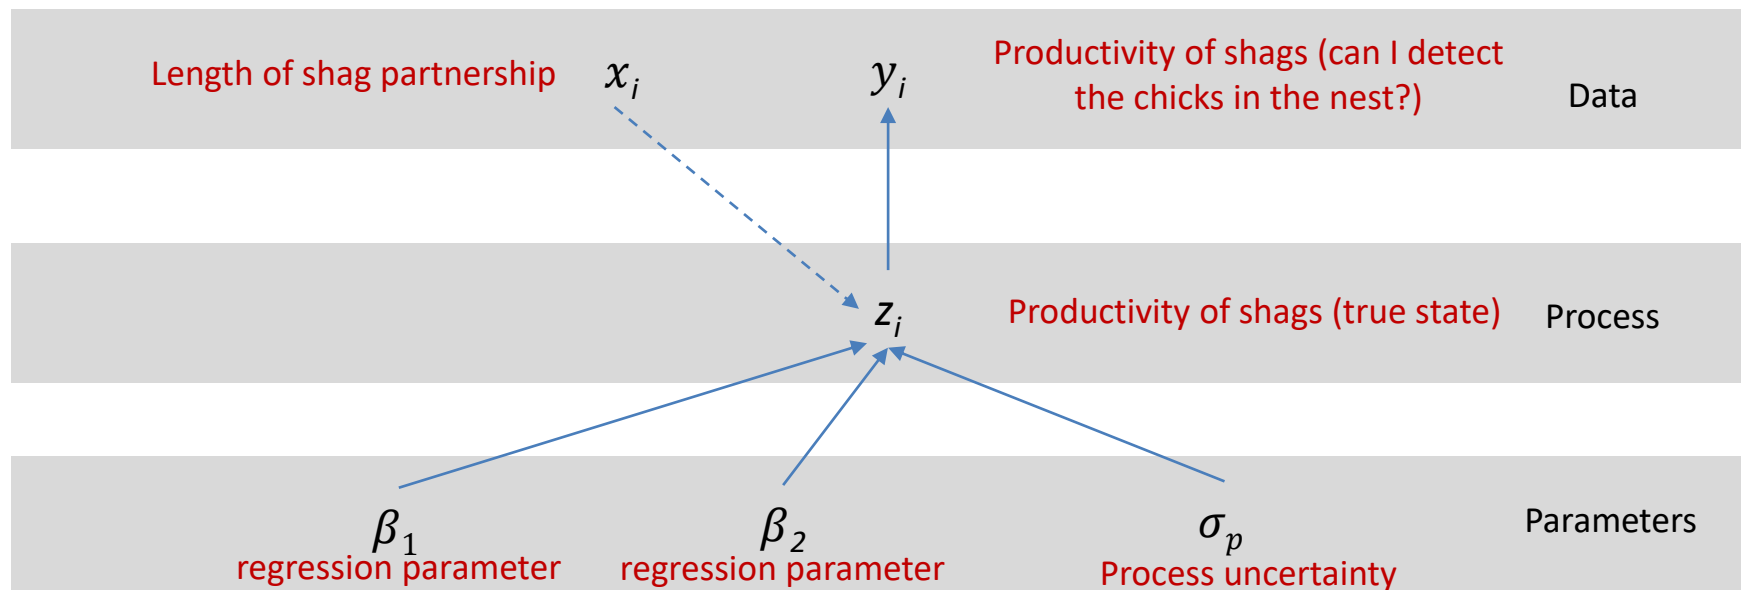 Length of shag partnership xᵢ yᵢ Productivity of shags (can I detect
the chicks in the nest?) Data
zᵢ Productivity of shags (true state) Process
β₁ β₂ σₚ Parameters
regression parameter regression parameter Process uncertainty